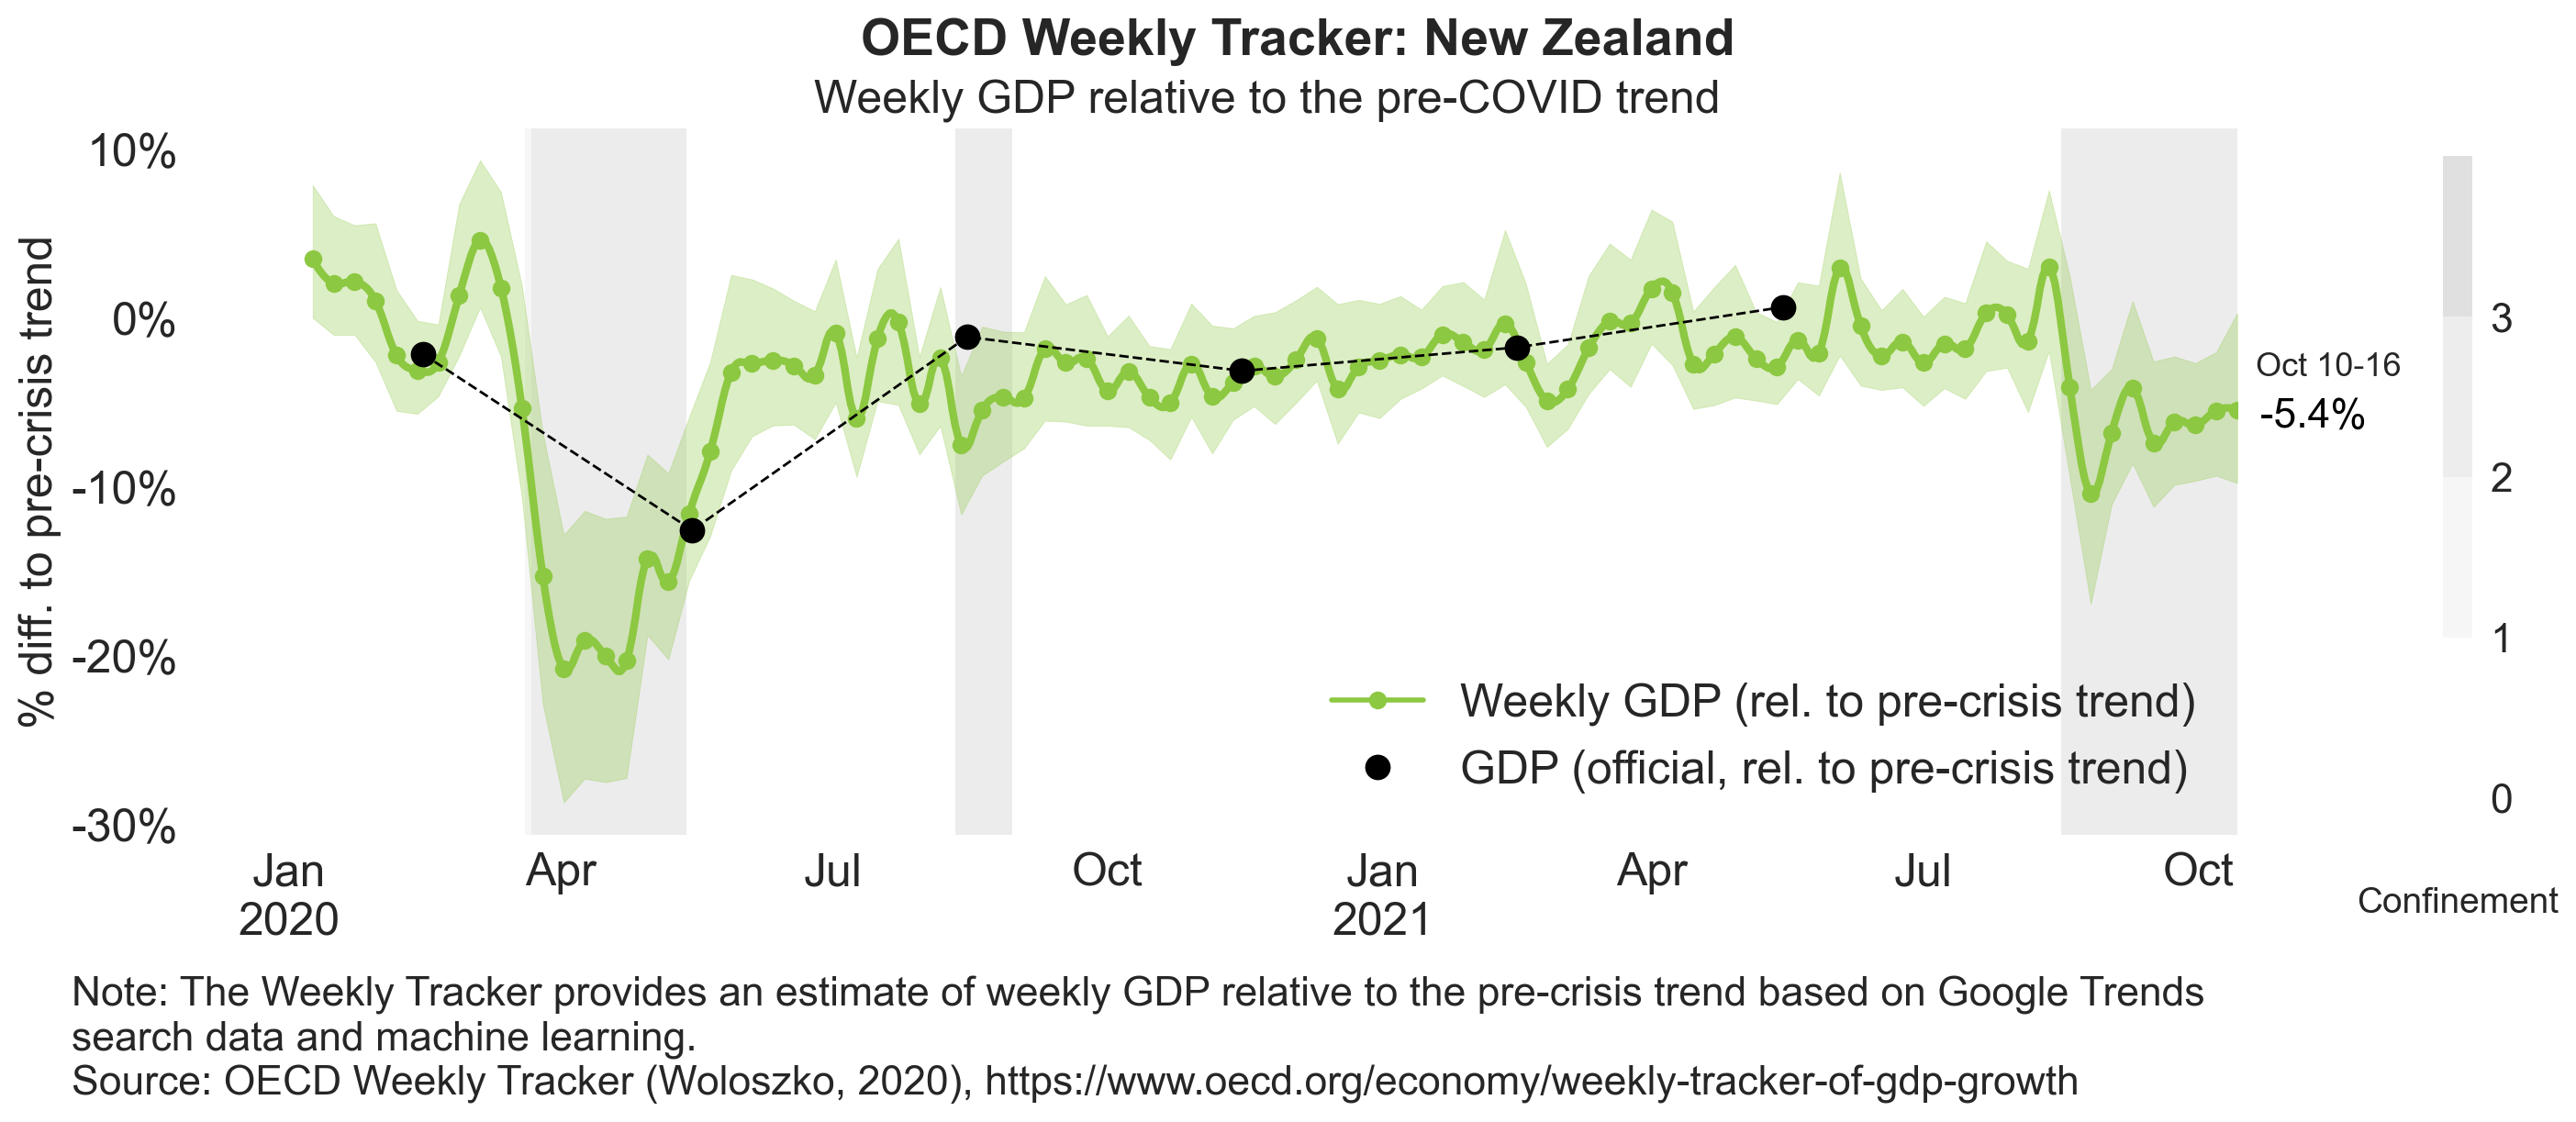 OECD Weekly Tracker: New Zealand
Weekly GDP relative to the pre-COVID trend
% diff. to pre-crisis trend
10%
0%
-10%
-20%
-30%
Jan
2020
Apr
Jul
Oct
Jan
2021
Apr
Jul
Oct
Oct 10-16
-5.4%
Weekly GDP (rel. to pre-crisis trend)
GDP (official, rel. to pre-crisis trend)
3
2
1
0
Confinement
Note: The Weekly Tracker provides an estimate of weekly GDP relative to the pre-crisis trend based on Google Trends
search data and machine learning.
Source: OECD Weekly Tracker (Woloszko, 2020), https://www.oecd.org/economy/weekly-tracker-of-gdp-growth